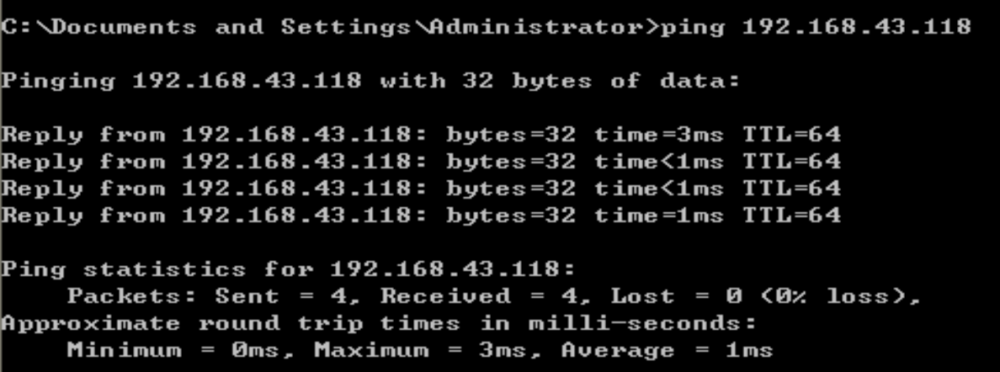 C:\Documents and Settings\Administrator>ping 192.168.43.118
Pinging 192.168.43.118 with 32 bytes of data:
Reply from 192.168.43.118: bytes=32 time=3ms TTL=64
Reply from 192.168.43.118: bytes=32 time<1ms TTL=64
Reply from 192.168.43.118: bytes=32 time<1ms TTL=64
Reply from 192.168.43.118: bytes=32 time=1ms TTL=64
Ping statistics for 192.168.43.118:
    Packets: Sent = 4, Received = 4, Lost = 0 (0% loss),
Approximate round trip times in milli-seconds:
    Minimum = 0ms, Maximum = 3ms, Average = 1ms